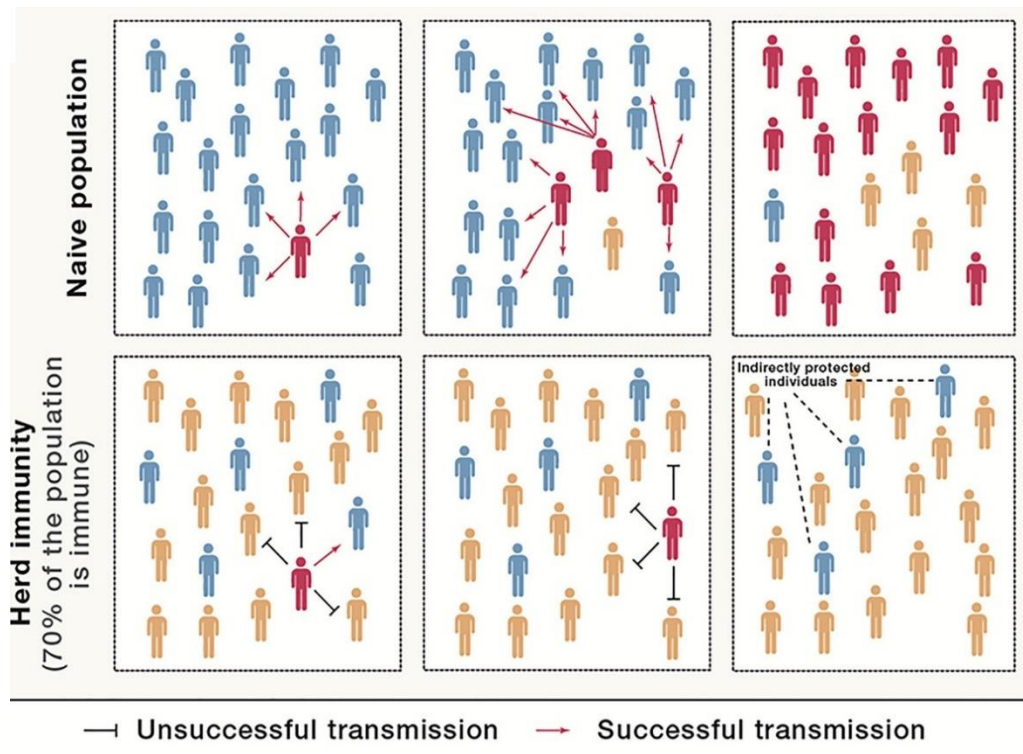 Naive population
Herd immunity
(70% of the population
is immune)
Indirectly protected
individuals
Unsuccessful transmission
Successful transmission